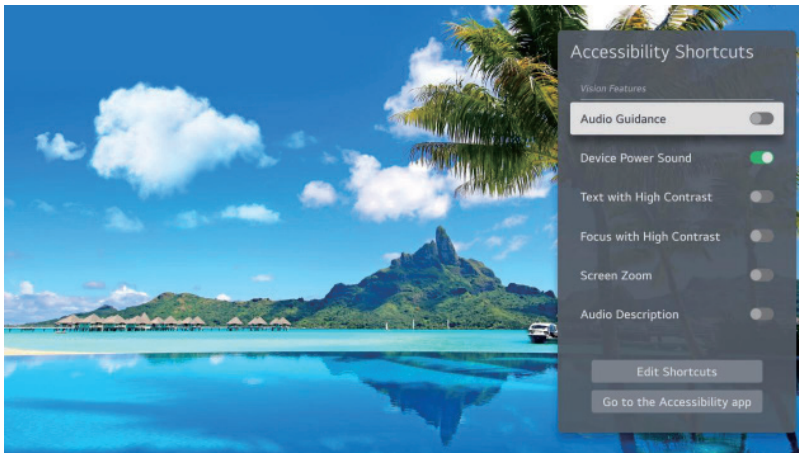 Accessibility Shortcuts
Vision Features
Audio Guidance
Device Power Sound
Text with High Contrast
Focus with High Contrast
Screen Zoom
Audio Description
Edit Shortcuts
Go to the Accessibility app